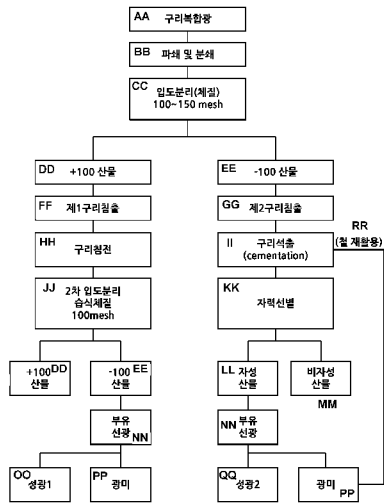 AA 구리복합광
BB 파쇄 및 분쇄
CC 입도분리(체질)
100~150 mesh
DD +100 산물
EE -100 산물
FF 제1구리침출
GG 제2구리침출
RR
(철 재활용)
HH 구리침전
II 구리석출
(cementation)
JJ 2차 입도분리
습식체질
100mesh
KK 자력선별
+100 DD
산물
-100 EE
산물
LL 자성
산물
비자성
산물
MM
부유
선광 NN
NN 부유
선광
OO 정광1
PP 광미
QQ 정광2
광미 PP